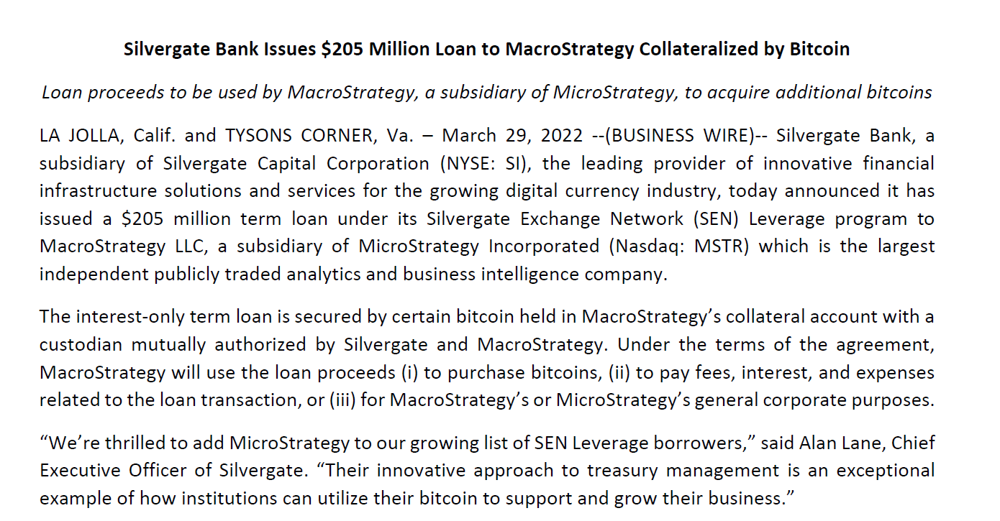 Silvergate Bank Issues $205 Million Loan to MacroStrategy Collateralized by Bitcoin
Loan proceeds to be used by MacroStrategy, a subsidiary of MicroStrategy, to acquire additional bitcoins
LA JOLLA, Calif. and TYSONS CORNER, Va. – March 29, 2022 --(BUSINESS WIRE)-- Silvergate Bank, a
subsidiary of Silvergate Capital Corporation (NYSE: SI), the leading provider of innovative financial
infrastructure solutions and services for the growing digital currency industry, today announced it has
issued a $205 million term loan under its Silvergate Exchange Network (SEN) Leverage program to
MacroStrategy LLC, a subsidiary of MicroStrategy Incorporated (Nasdaq: MSTR) which is the largest
independent publicly traded analytics and business intelligence company.
The interest-only term loan is secured by certain bitcoin held in MacroStrategy’s collateral account with a
custodian mutually authorized by Silvergate and MacroStrategy. Under the terms of the agreement,
MacroStrategy will use the loan proceeds (i) to purchase bitcoins, (ii) to pay fees, interest, and expenses
related to the loan transaction, or (iii) for MacroStrategy’s or MicroStrategy’s general corporate purposes.
“We’re thrilled to add MicroStrategy to our growing list of SEN Leverage borrowers,” said Alan Lane, Chief
Executive Officer of Silvergate. “Their innovative approach to treasury management is an exceptional
example of how institutions can utilize their bitcoin to support and grow their business.”